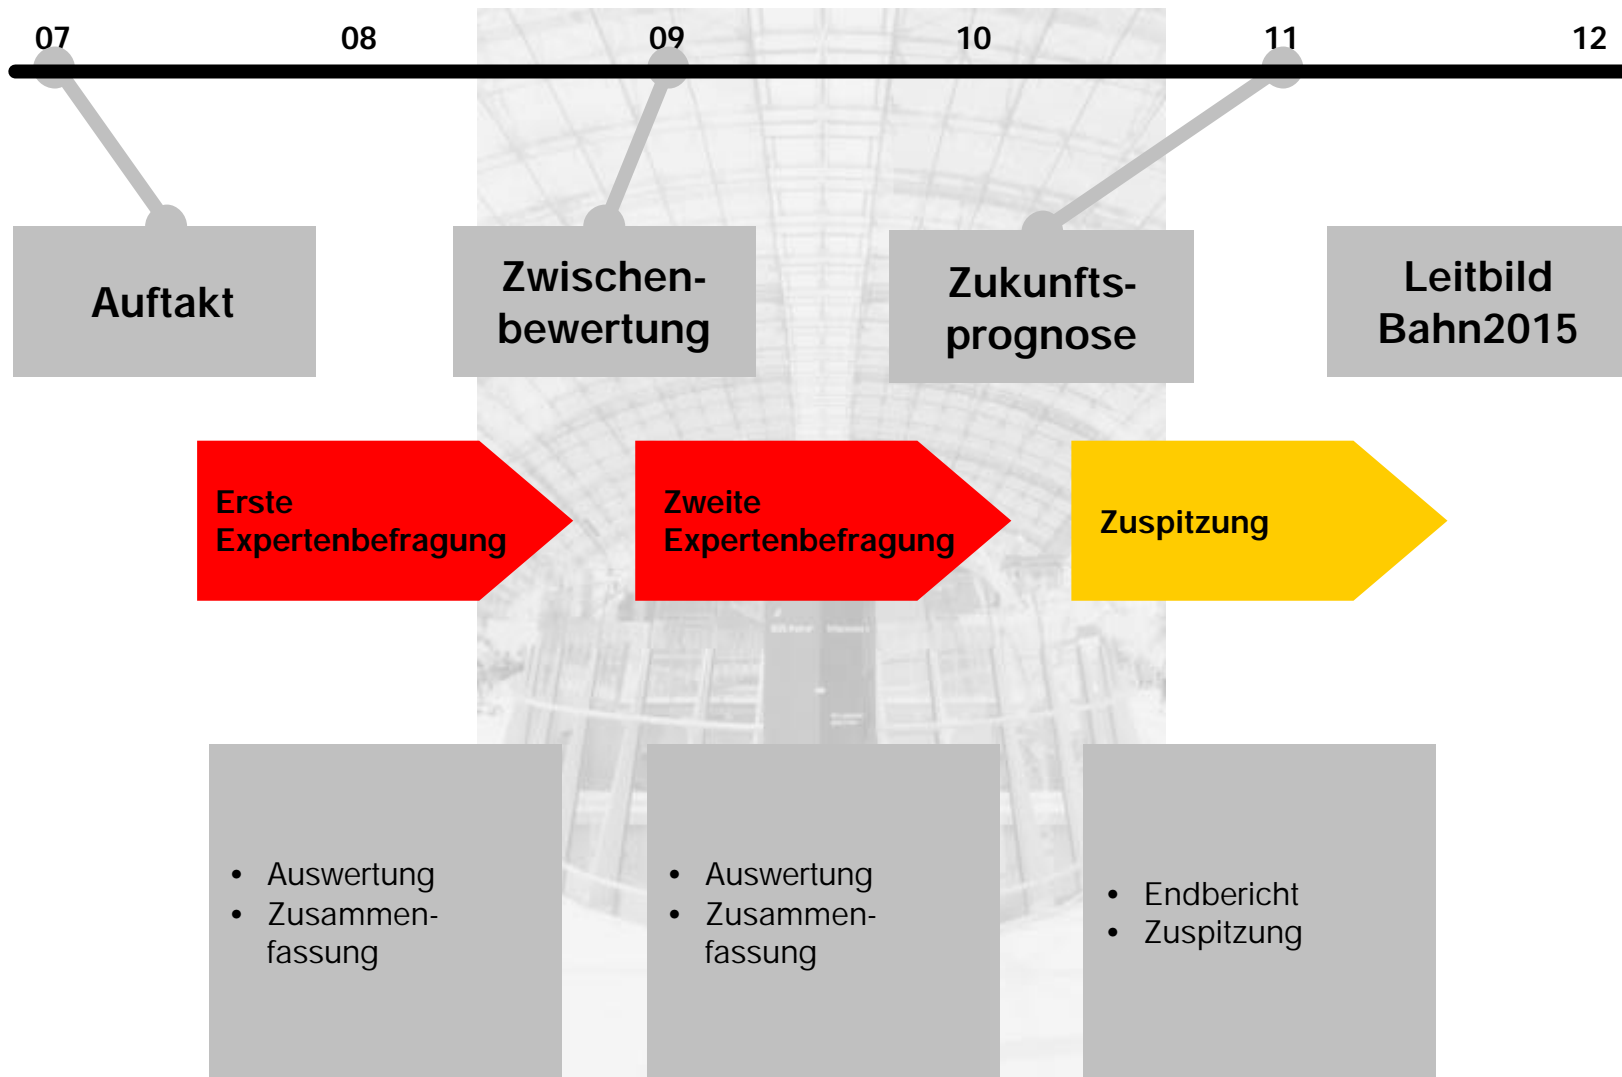 07 08 09 10 11 12
Auftakt
Zwischen-
bewertung
Zukunfts-
prognose
Leitbild
Bahn2015
Erste
Expertenbefragung
Zweite
Expertenbefragung
Zuspitzung
• Auswertung
• Zusammen-
fassung
• Auswertung
• Zusammen-
fassung
• Endbericht
• Zuspitzung